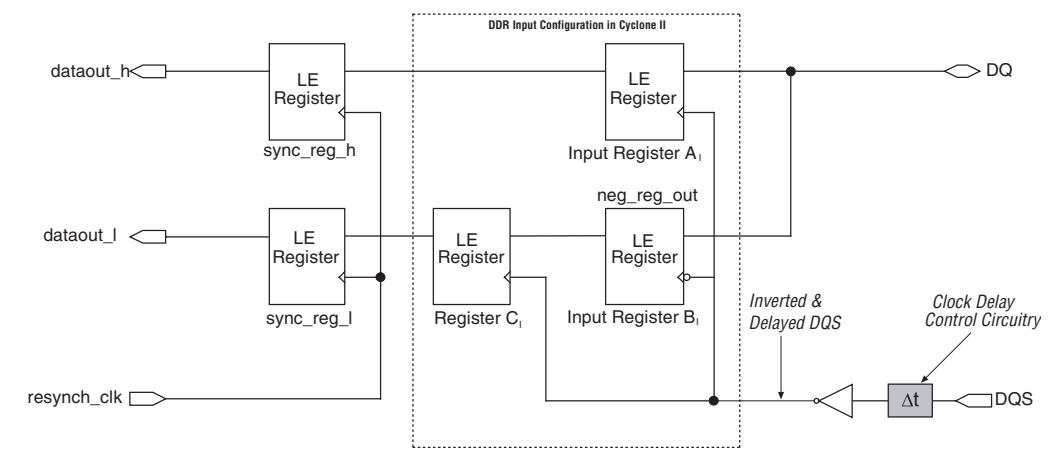 DDR Input Configuration in Cyclone II
dataout_h
LE
Register
sync_reg_h
LE
Register
Input Register A I
DQ
neg_reg_out
dataout_l
LE
Register
sync_reg_l
LE
Register
Register C I
LE
Register
Input Register B I
Inverted &
Delayed DQS
Clock Delay
Control Circuitry
resynch_clk
Δt
DQS